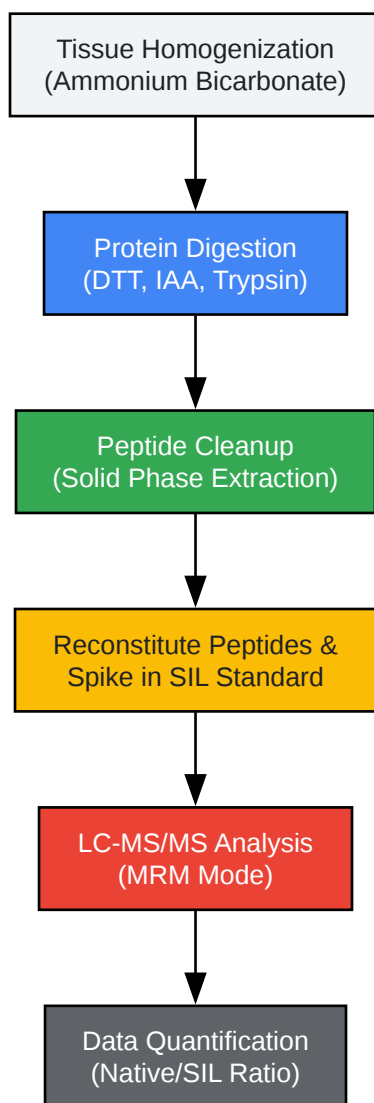 Tissue Homogenization
(Ammonium Bicarbonate)
Protein Digestion
(DTT, IAA, Trypsin)
Peptide Cleanup
(Solid Phase Extraction)
Reconstitute Peptides &
Spike in SIL Standard
LC-MS/MS Analysis
(MRM Mode)
Data Quantification
(Native/SIL Ratio)